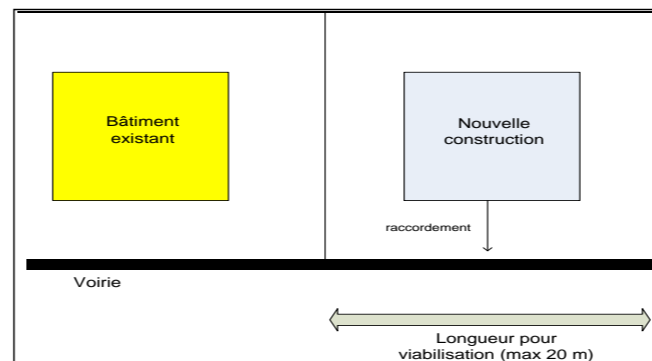 Bâtiment
existant
Nouvelle
construction
raccordement
Voirie
Longueur pour
viabilisation (max 20 m)